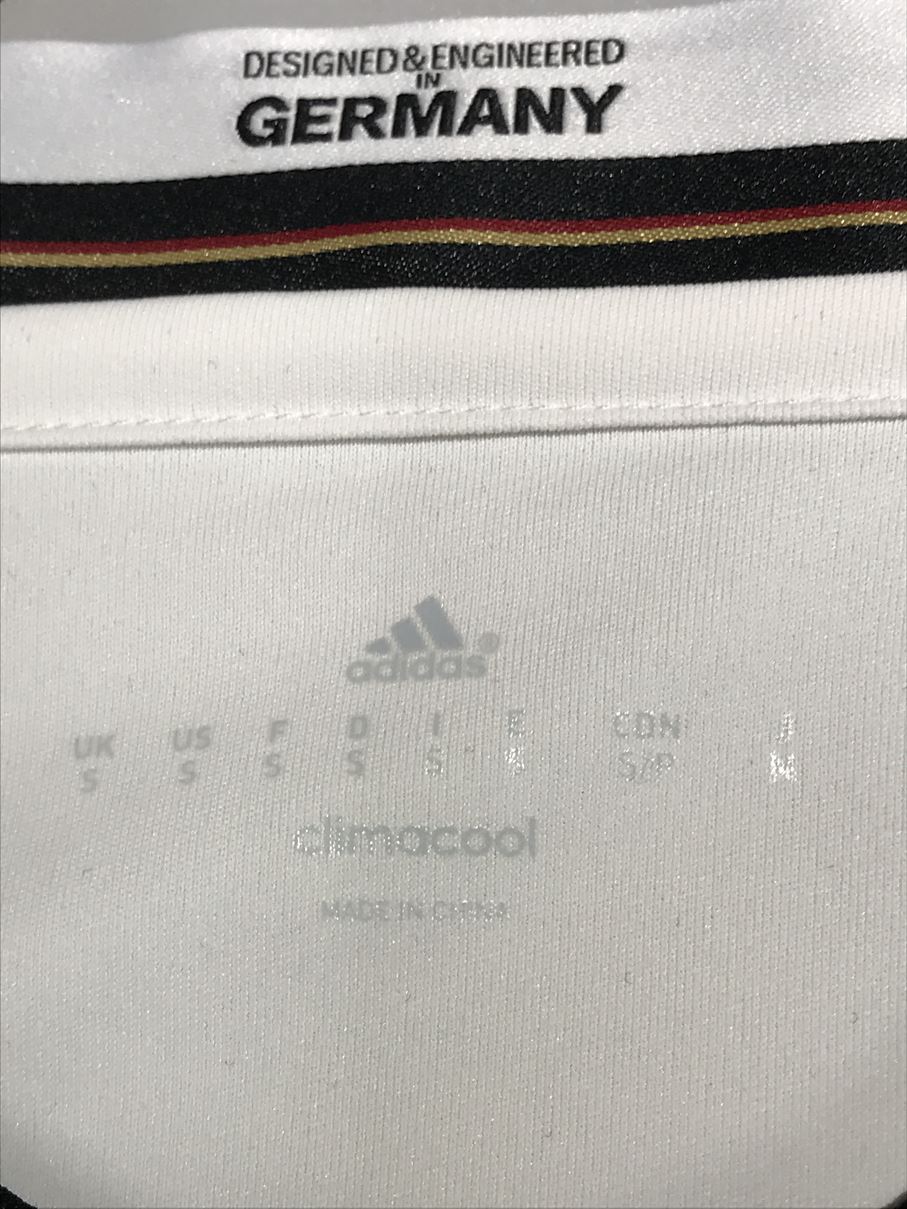 DESIGNED & ENGINEERED
IN
GERMANY
adidas®
UK US F D I E CDN J
S S S S S S S/P M
climacool
MADE IN CHINA